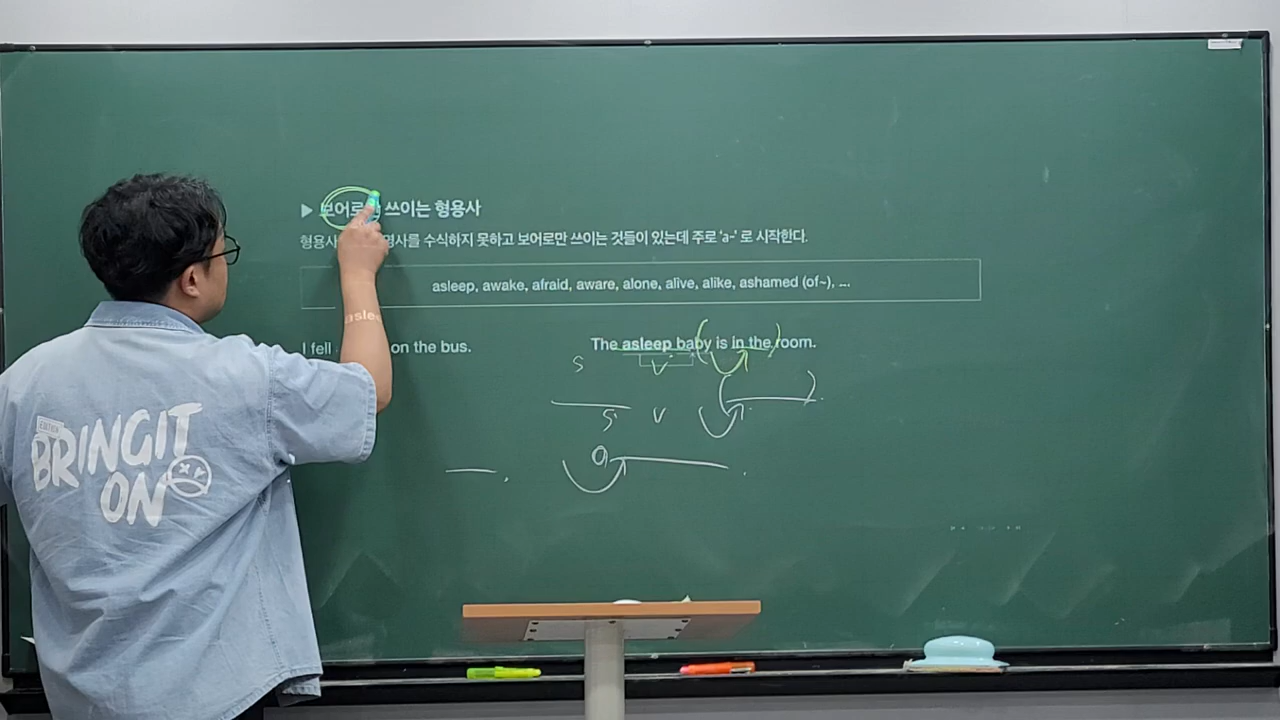 ▶ 보어로만 쓰이는 형용사
형용사 명사를 수식하지 못하고 보어로만 쓰이는 것들이 있는데 주로 'a-' 로 시작한다.
asleep, awake, afraid, aware, alone, alive, alike, ashamed (of~), ...
I fell asleep on the bus.
The asleep baby is in the room.
S V
S V
a
BRINGIT
ON